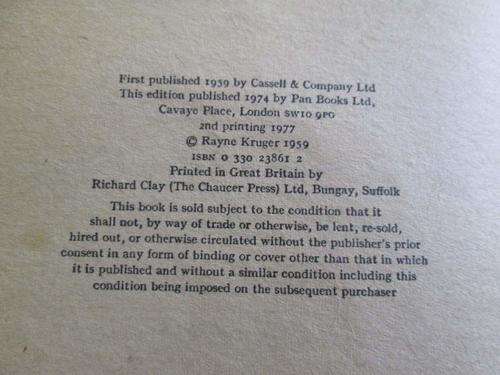 First published 1959 by Cassell & Company Ltd
This edition published 1974 by Pan Books Ltd,
Cavaye Place, London SW10 9PG
2nd printing 1977
© Rayne Kruger 1959
ISBN 0 330 23861 2
Printed in Great Britain by
Richard Clay (The Chaucer Press) Ltd, Bungay, Suffolk
This book is sold subject to the condition that it
shall not, by way of trade or otherwise, be lent, re-sold,
hired out, or otherwise circulated without the publisher's prior
consent in any form of binding or cover other than that in which
it is published and without a similar condition including this
condition being imposed on the subsequent purchaser